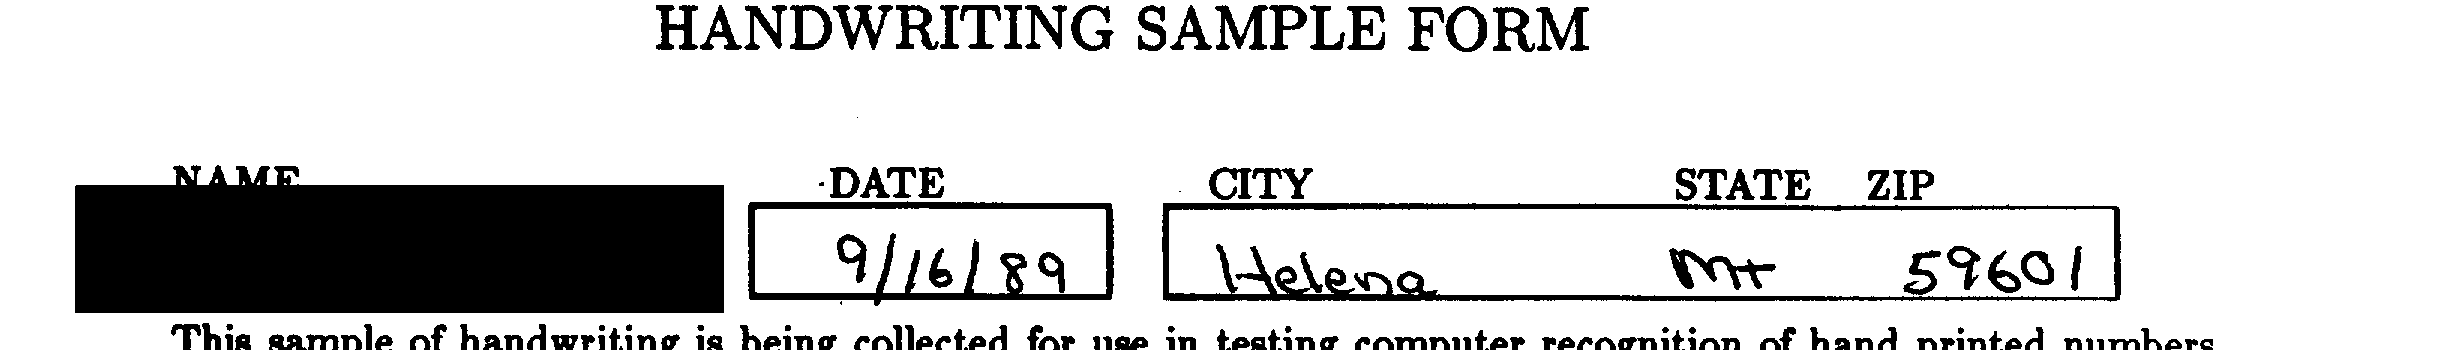 HANDWRITING SAMPLE FORM
NAME DATE CITY STATE ZIP
9/16/89 Helena Mt 59601
This sample of handwriting is being collected for use in testing computer recognition of hand printed numbers